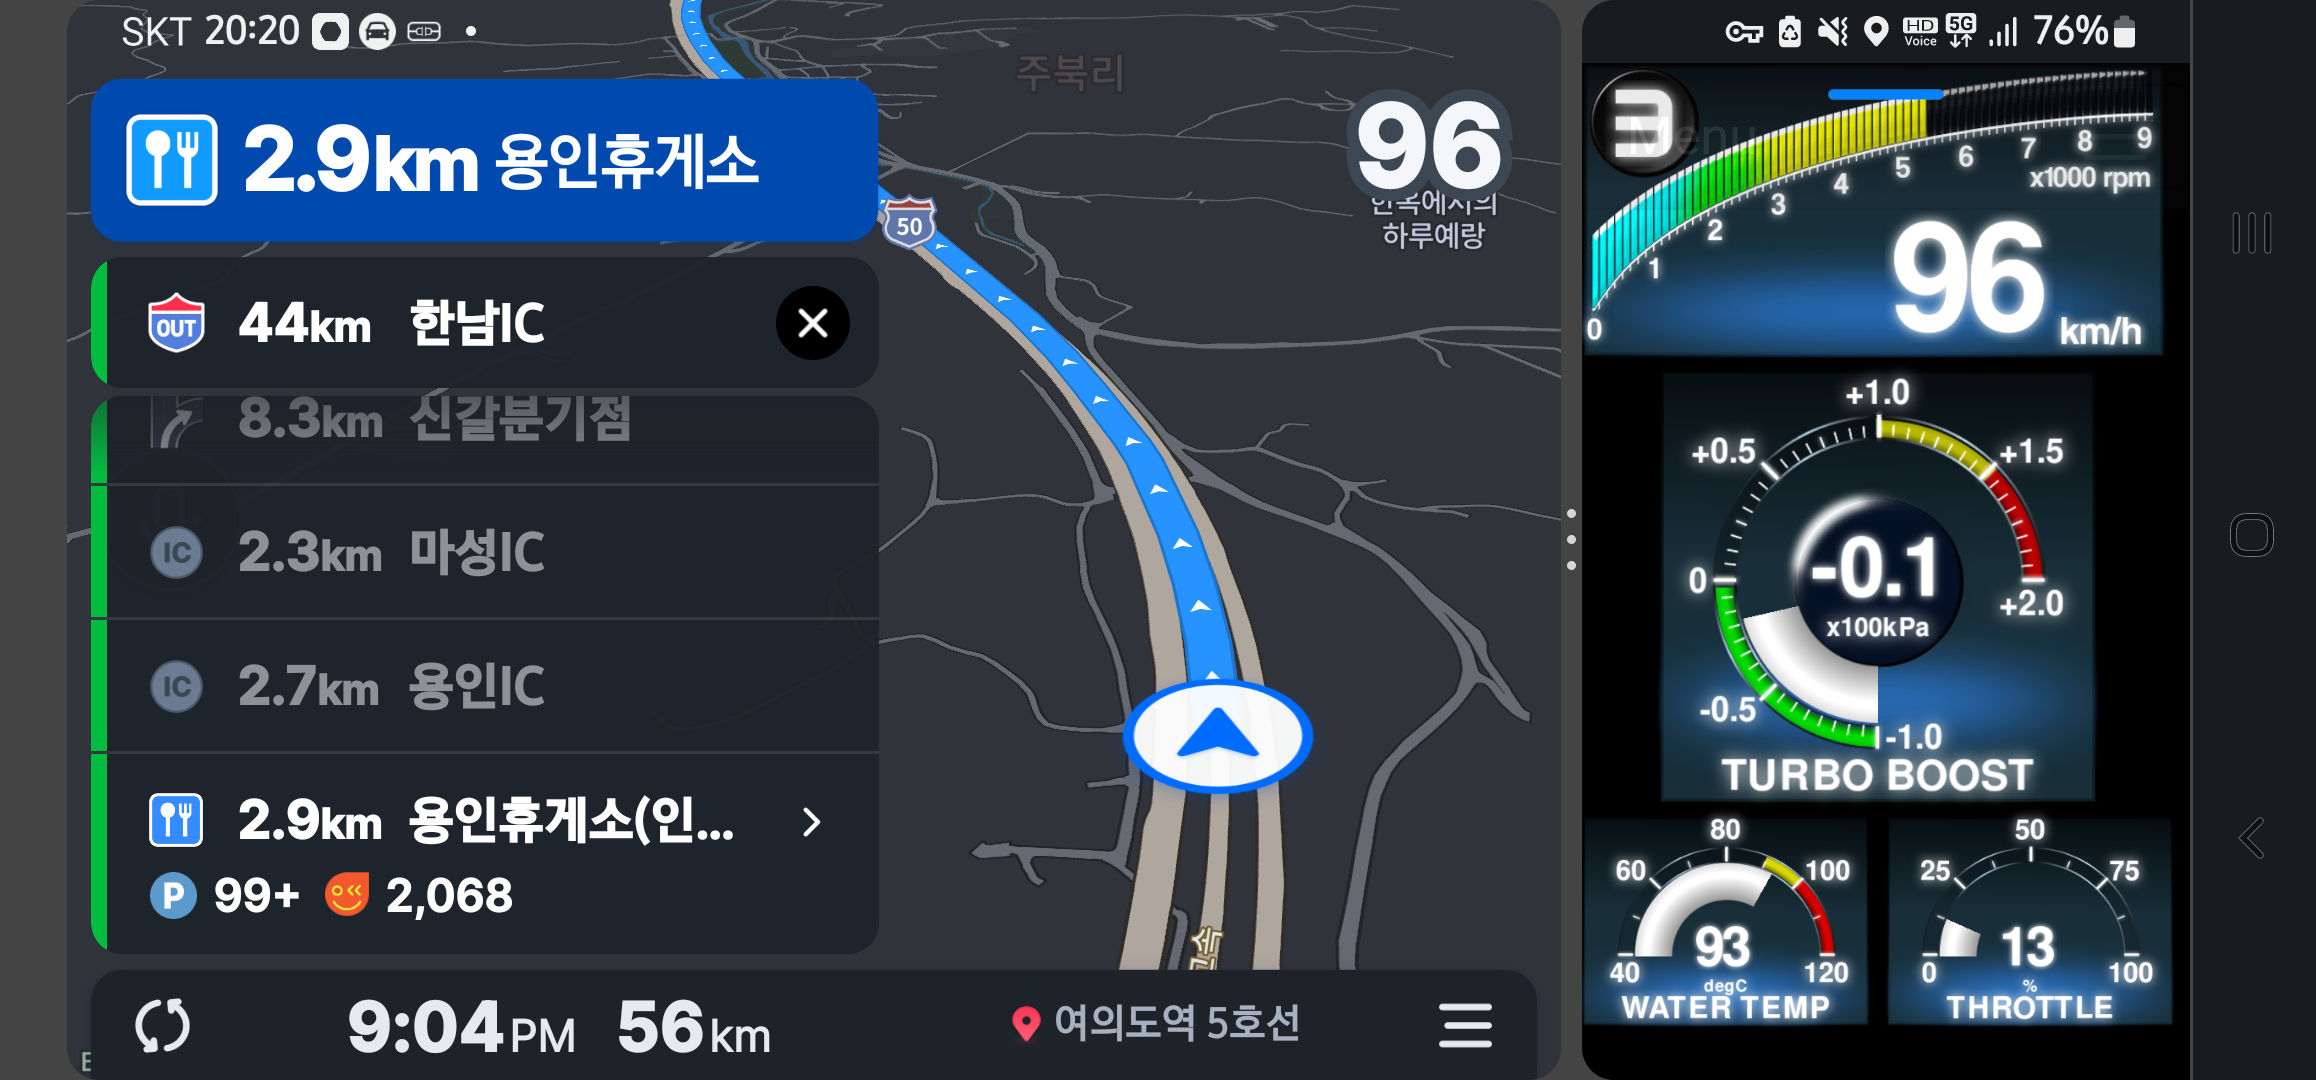 SKT 20:20
2.9km 용인휴게소
OUT 44km 한남IC
8.3km 신갈분기점
IC 2.3km 마성IC
IC 2.7km 용인IC
2.9km 용인휴게소(인...
P 99+ 2,068
9:04PM 56km
여의도역 5호선
주북리
96
하루예랑
50
고속
HD Voice 5G 76%
Menu
0 1 2 3 4 5 6 7 8 9
x1000 rpm
96 km/h
+1.0
+0.5 +1.5
0 +2.0
-0.5 -1.0
-0.1
x100kPa
TURBO BOOST
40 60 80 100 120
93
degC
WATER TEMP
0 25 50 75 100
13
%
THROTTLE